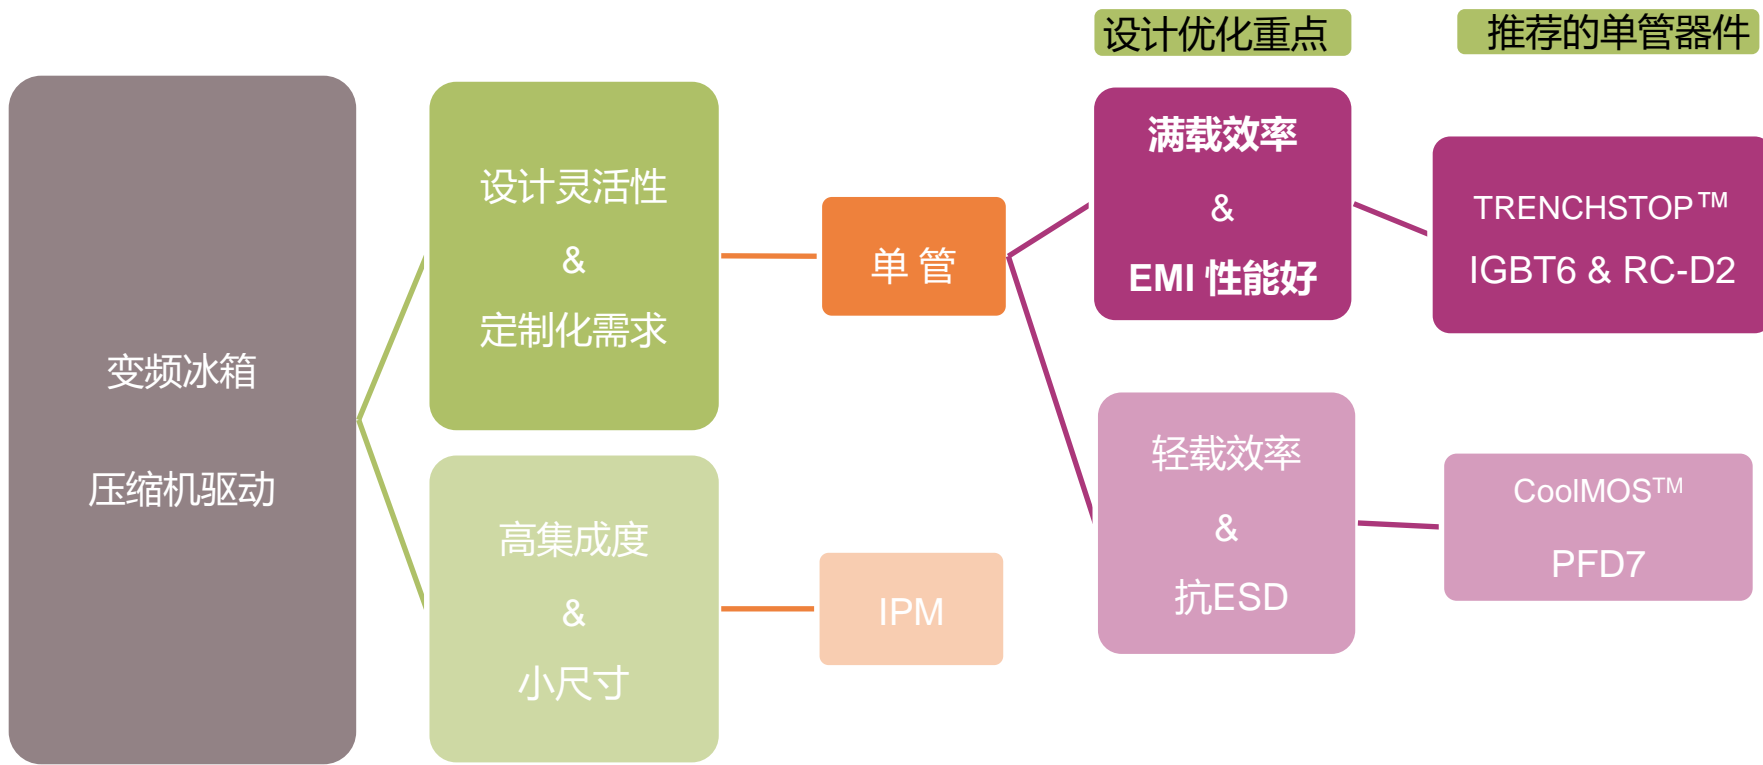 设计优化重点
推荐的单管器件
变频冰箱
压缩机驱动
设计灵活性
&
定制化需求
高集成度
&
小尺寸
单 管
IPM
满载效率
&
EMI 性能好
轻载效率
&
抗ESD
TRENCHSTOP™
IGBT6 & RC-D2
CoolMOS™
PFD7